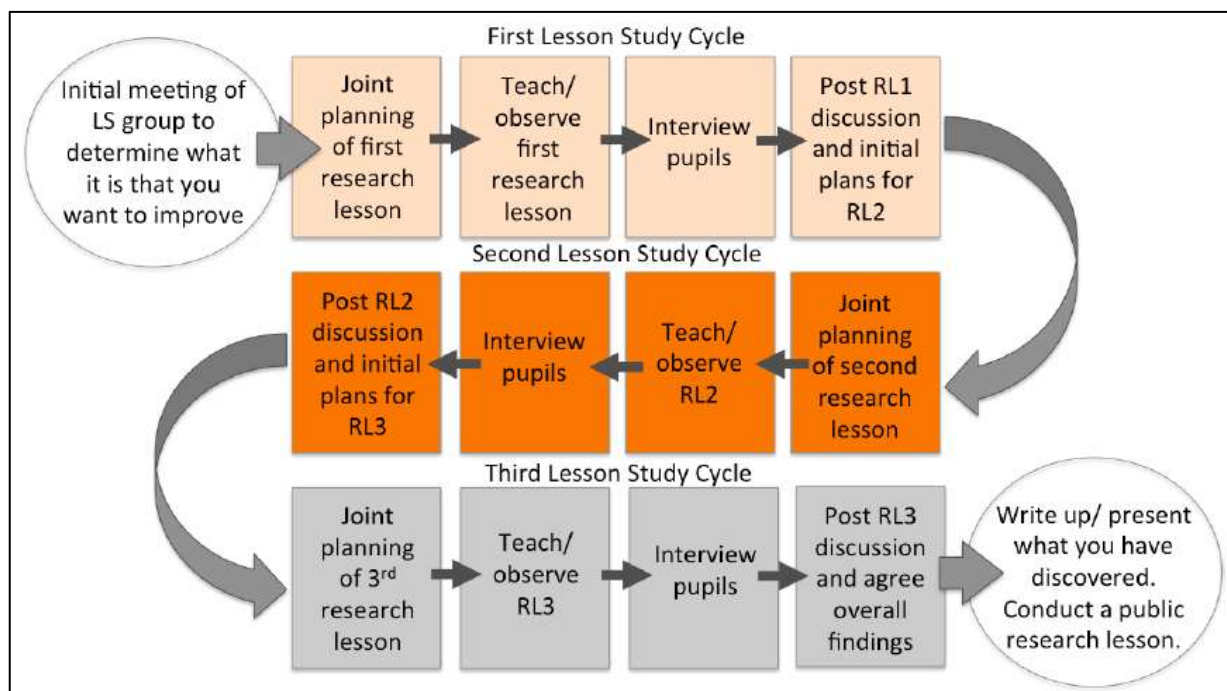 First Lesson Study Cycle
Initial meeting of
LS group to
determine what
it is that you
want to improve
Joint
planning
of first
research
lesson
Teach/
observe
first
research
lesson
Interview
pupils
Post RL1
discussion
and initial
plans for
RL2
Second Lesson Study Cycle
Joint
planning
of second
research
lesson
Teach/
observe
RL2
Interview
pupils
Post RL2
discussion
and initial
plans for
RL3
Third Lesson Study Cycle
Joint
planning
of 3rd
research
lesson
Teach/
observe
RL3
Interview
pupils
Post RL3
discussion
and agree
overall
findings
Write up/ present
what you have
discovered.
Conduct a public
research lesson.